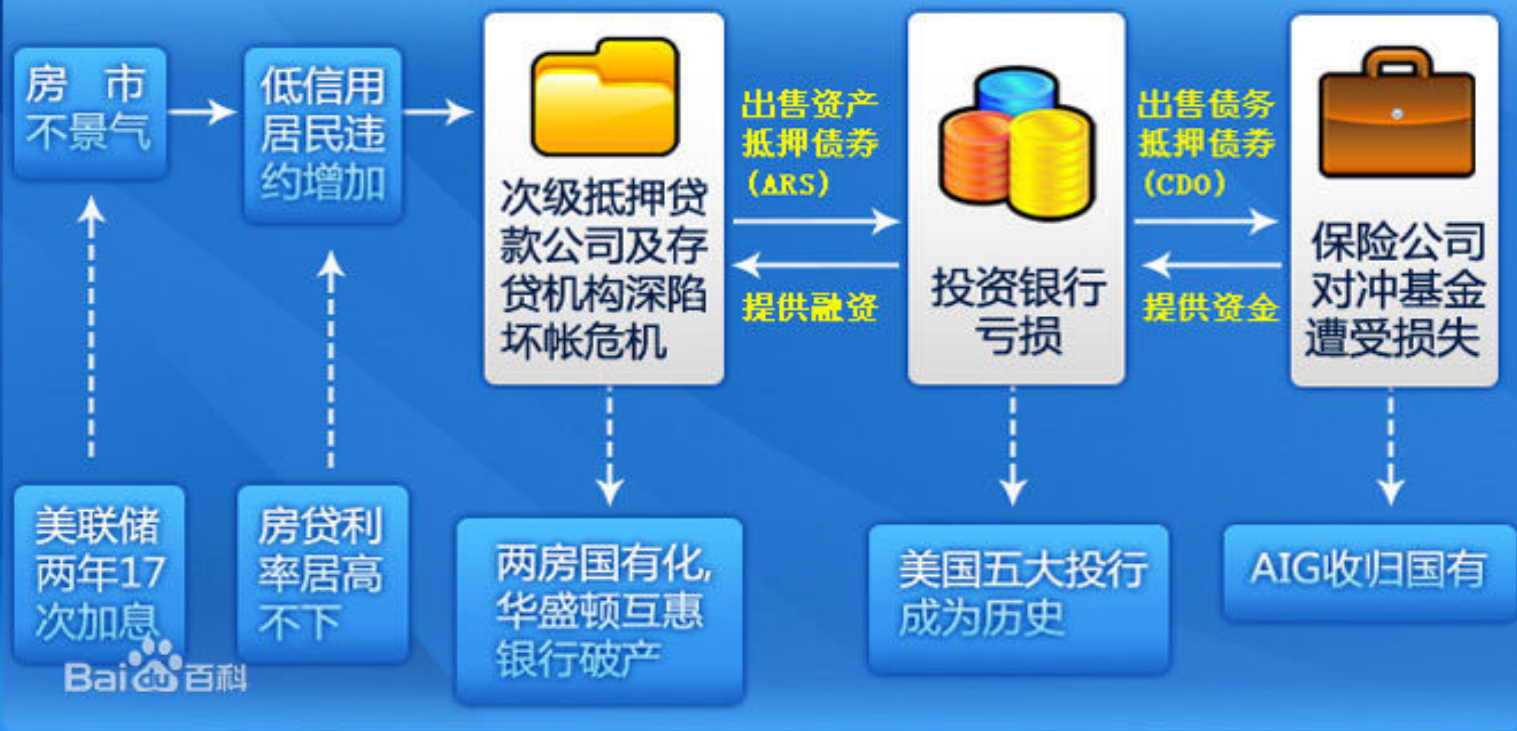 房 市
不景气
低信用
居民违
约增加
次级抵押贷
款公司及存
贷机构深陷
坏帐危机
出售资产
抵押债券
(ARS)
提供融资
投资银行
亏损
出售债务
抵押债券
(CDO)
提供资金
保险公司
对冲基金
遭受损失
美联储
两年17
次加息
房贷利
率居高
不下
两房国有化,
华盛顿互惠
银行破产
美国五大投行
成为历史
AIG收归国有
Bai du 百科